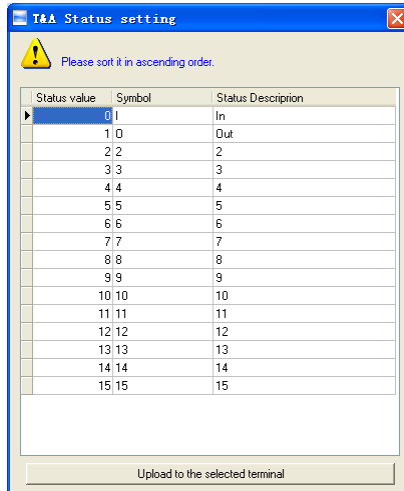 T&A Status setting
Please sort it in ascending order.
Status value Symbol Status Descriprion
0 I In
1 O Out
2 2 2
3 3 3
4 4 4
5 5 5
6 6 6
7 7 7
8 8 8
9 9 9
10 10 10
11 11 11
12 12 12
13 13 13
14 14 14
15 15 15
Upload to the selected terminal